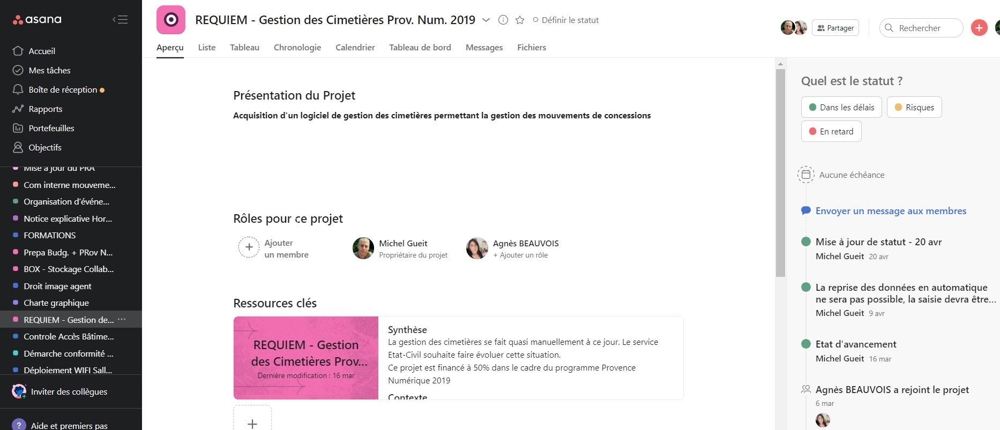 asana
Accueil
Mes tâches
Boîte de réception
Rapports
Portefeuilles
Objectifs
Mise à jour du PRA
Com interne mouveme...
Organisation d'événe...
Notice explicative Hor...
FORMATIONS
Prepa Budg. + PRov N...
BOX - Stockage Collab...
Droit image agent
Charte graphique
REQUIEM - Gestion de...
Controle Accès Bâtime...
Démarche conformité ...
Déploiement WIFI Sall...
Inviter des collègues
? Aide et premiers pas
REQUIEM - Gestion des Cimetières Prov. Num. 2019
Définir le statut
Aperçu
Liste
Tableau
Chronologie
Calendrier
Tableau de bord
Messages
Fichiers
Partager
Rechercher
Présentation du Projet
Acquisition d'un logiciel de gestion des cimetières permettant la gestion des mouvements de concessions
Rôles pour ce projet
Ajouter
un membre
Michel Gueit
Propriétaire du projet
Agnès BEAUVOIS
+ Ajouter un rôle
Ressources clés
REQUIEM - Gestion
des Cimetières Prov...
Dernière modification : 16 mar
Synthèse
La gestion des cimetières se fait quasi manuellement à ce jour. Le service
Etat-Civil souhaite faire évoluer cette situation.
Ce projet est financé à 50% dans le cadre du programme Provence
Numérique 2019
Contexte
Quel est le statut ?
Dans les délais
Risques
En retard
Aucune échéance
Envoyer un message aux membres
Mise à jour de statut - 20 avr
Michel Gueit 20 avr
La reprise des données en automatique
ne sera pas possible, la saisie devra être...
Michel Gueit 9 avr
Etat d'avancement
Michel Gueit 16 mar
Agnès BEAUVOIS a rejoint le projet
6 mar